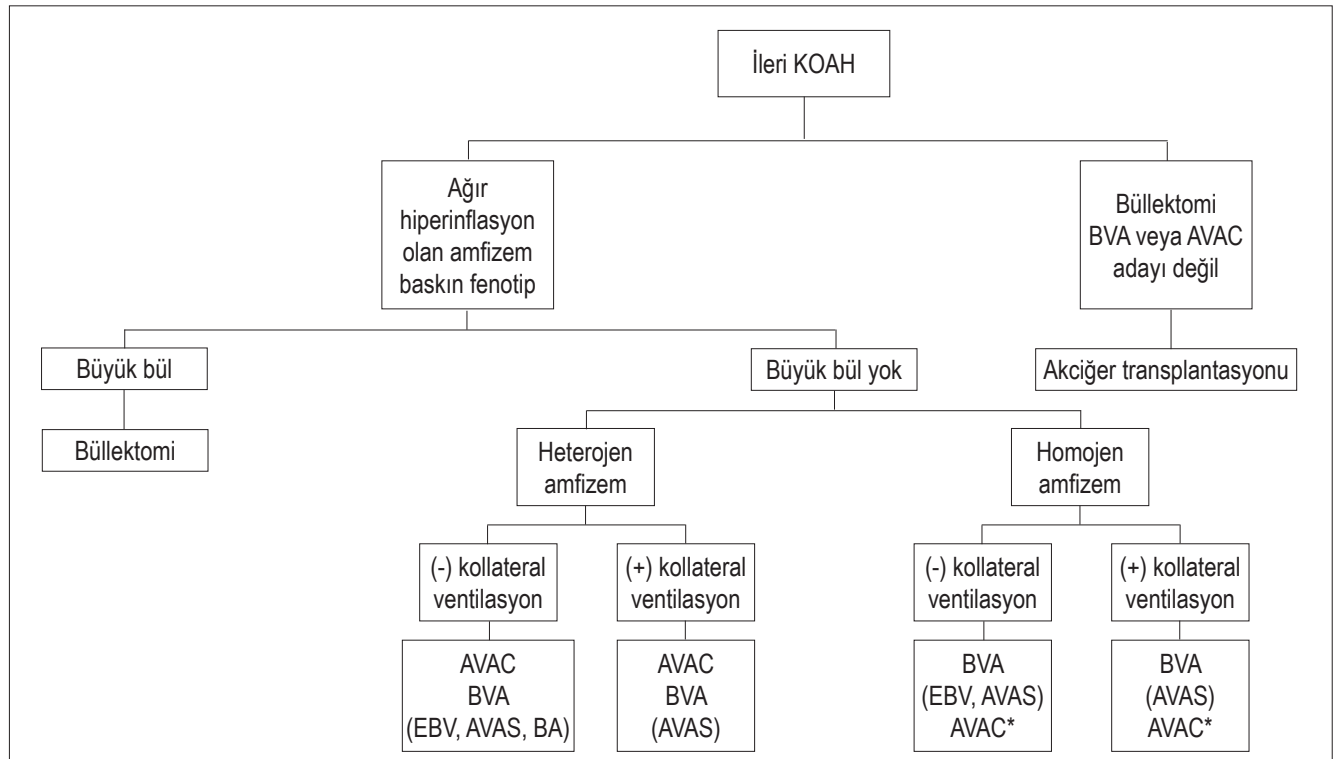 İleri KOAH
Ağır
hiperinflasyon
olan amfizem
baskın fenotip
Büllektomi
BVA veya AVAC
adayı değil
Büyük bül
Büyük bül yok
Akciğer transplantasyonu
Büllektomi
Heterojen
amfizem
Homojen
amfizem
(-) kollateral
ventilasyon
(+) kollateral
ventilasyon
(-) kollateral
ventilasyon
(+) kollateral
ventilasyon
AVAC
BVA
(EBV, AVAS, BA)
AVAC
BVA
(AVAS)
BVA
(EBV, AVAS)
AVAC*
BVA
(AVAS)
AVAC*